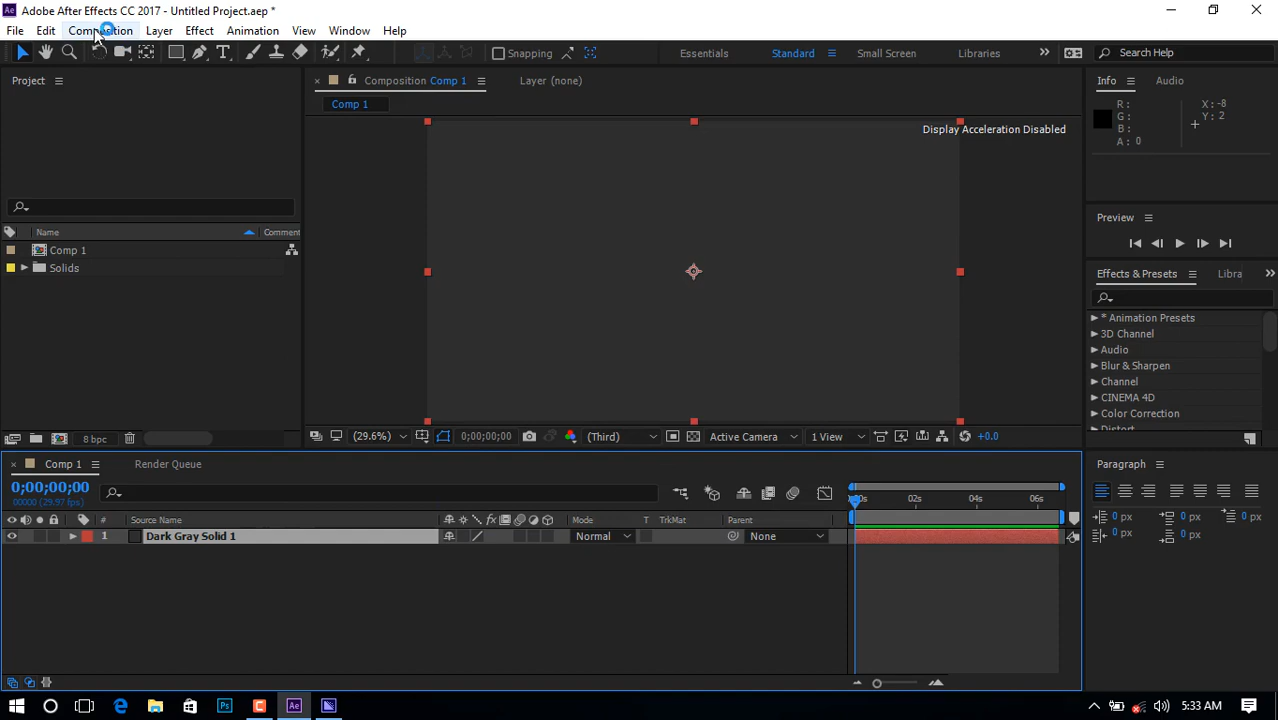 Adobe After Effects CC 2017 - Untitled Project.aep *
File Edit Composition Layer Effect Animation View Window Help
Snapping Essentials Standard Small Screen Search Help
Project
Composition Comp 1 Layer (none)
Info Audio
Comp 1
R: X: -8
G: Y: 2
B:
A: 0
Display Acceleration Disabled
Preview
Name Comment
Comp 1
Solids
Effects & Presets Libra
* Animation Presets
3D Channel
Audio
Blur & Sharpen
Channel
CINEMA 4D
Color Correction
Distort
8 bpc
(29.6%) 0;00;00;00 (Third) Active Camera 1 View +0.0
Comp 1 Render Queue
Paragraph
0;00;00;00
00000 (29.97 fps)
02s 04s 06s
# Source Name Mode T TrkMat Parent
1 Dark Gray Solid 1 Normal None
0 px 0 px 0 px
0 px 0 px
5:33 AM